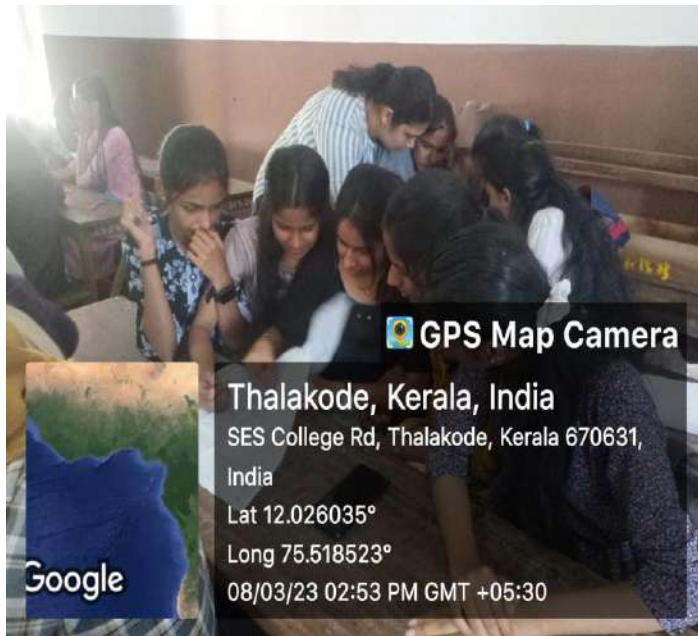 GPS Map Camera
Thalakode, Kerala, India
SES College Rd, Thalakode, Kerala 670631,
India
Lat 12.026035°
Long 75.518523°
08/03/23 02:53 PM GMT +05:30
Google